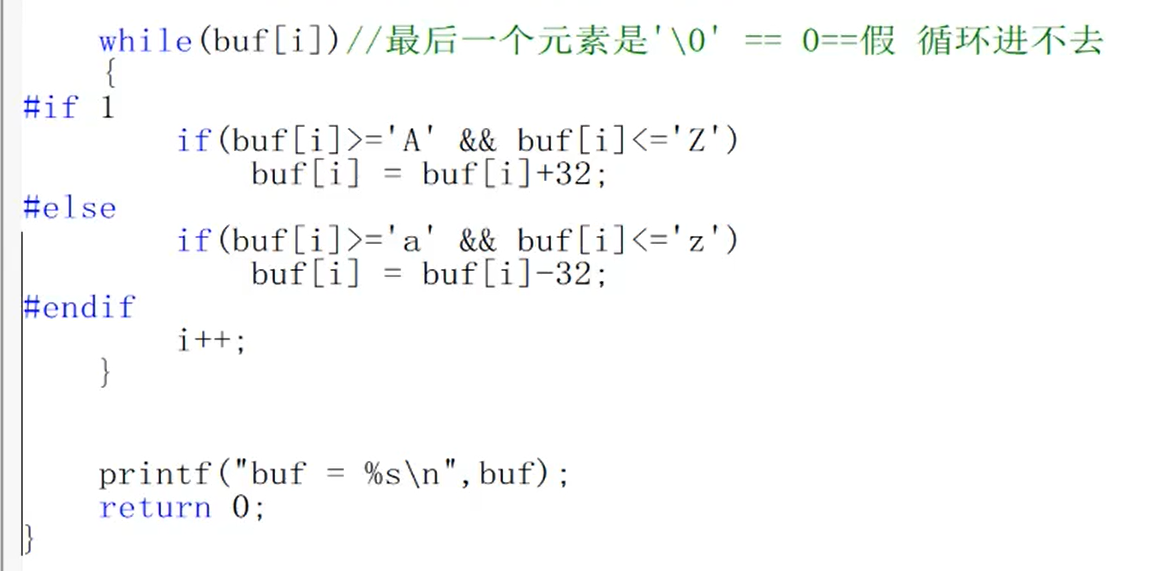 while(buf[i])//最后一个元素是'\0' == 0==假 循环进不去
{
#if 1
if(buf[i]>='A' && buf[i]<='Z')
buf[i] = buf[i]+32;
#else
if(buf[i]>='a' && buf[i]<='z')
buf[i] = buf[i]-32;
#endif
i++;
}
printf("buf = %s\n",buf);
return 0;
}